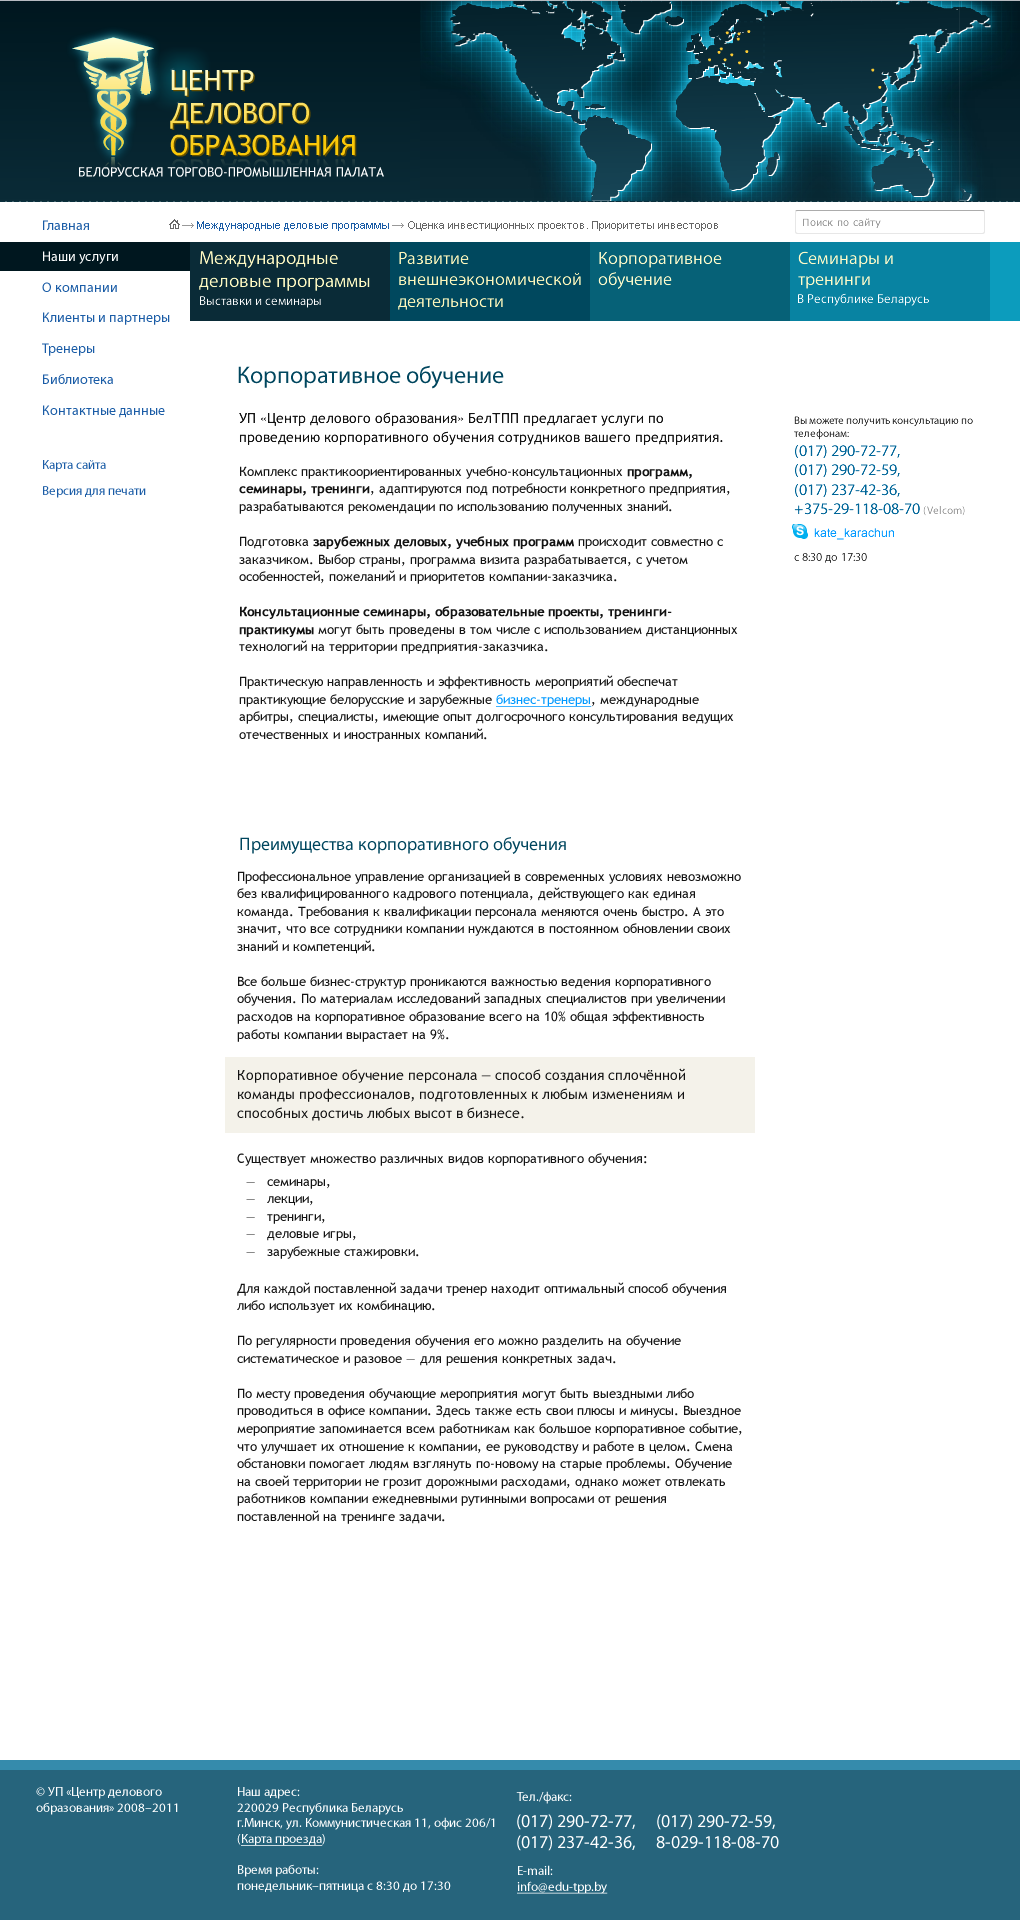 ЦЕНТР
ДЕЛОВОГО
ОБРАЗОВАНИЯ
БЕЛОРУССКАЯ ТОРГОВО-ПРОМЫШЛЕННАЯ ПАЛАТА
Главная
Международные деловые программы
Оценка инвестиционных проектов. Приоритеты инвесторов
Поиск по сайту
Наши услуги
О компании
Клиенты и партнеры
Тренеры
Библиотека
Контактные данные
Карта сайта
Версия для печати
Международные
деловые программы
Выставки и семинары
Развитие
внешнеэкономической
деятельности
Корпоративное
обучение
Семинары и
тренинги
В Республике Беларусь
Корпоративное обучение
УП «Центр делового образования» БелТПП предлагает услуги по
проведению корпоративного обучения сотрудников вашего предприятия.
Комплекс практикоориентированных учебно-консультационных программ,
семинары, тренинги, адаптируются под потребности конкретного предприятия,
разрабатываются рекомендации по использованию полученных знаний.
Подготовка зарубежных деловых, учебных программ происходит совместно с
заказчиком. Выбор страны, программа визита разрабатывается, с учетом
особенностей, пожеланий и приоритетов компании-заказчика.
Консультационные семинары, образовательные проекты, тренинги-
практикумы могут быть проведены в том числе с использованием дистанционных
технологий на территории предприятия-заказчика.
Практическую направленность и эффективность мероприятий обеспечат
практикующие белорусские и зарубежные бизнес-тренеры, международные
арбитры, специалисты, имеющие опыт долгосрочного консультирования ведущих
отечественных и иностранных компаний.
Вы можете получить консультацию по
телефонам:
(017) 290-72-77,
(017) 290-72-59,
(017) 237-42-36,
+375-29-118-08-70 (Velcom)
kate_karachun
с 8:30 до 17:30
Преимущества корпоративного обучения
Профессиональное управление организацией в современных условиях невозможно
без квалифицированного кадрового потенциала, действующего как единая
команда. Требования к квалификации персонала меняются очень быстро. А это
значит, что все сотрудники компании нуждаются в постоянном обновлении своих
знаний и компетенций.
Все больше бизнес-структур проникаются важностью ведения корпоративного
обучения. По материалам исследований западных специалистов при увеличении
расходов на корпоративное образование всего на 10% общая эффективность
работы компании вырастает на 9%.
Корпоративное обучение персонала — способ создания сплочённой
команды профессионалов, подготовленных к любым изменениям и
способных достичь любых высот в бизнесе.
Существует множество различных видов корпоративного обучения:
— семинары,
— лекции,
— тренинги,
— деловые игры,
— зарубежные стажировки.
Для каждой поставленной задачи тренер находит оптимальный способ обучения
либо использует их комбинацию.
По регулярности проведения обучения его можно разделить на обучение
систематическое и разовое — для решения конкретных задач.
По месту проведения обучающие мероприятия могут быть выездными либо
проводиться в офисе компании. Здесь также есть свои плюсы и минусы. Выездное
мероприятие запоминается всем работникам как большое корпоративное событие,
что улучшает их отношение к компании, ее руководству и работе в целом. Смена
обстановки помогает людям взглянуть по-новому на старые проблемы. Обучение
на своей территории не грозит дорожными расходами, однако может отвлекать
работников компании ежедневными рутинными вопросами от решения
поставленной на тренинге задачи.
© УП «Центр делового
образования» 2008–2011
Наш адрес:
220029 Республика Беларусь
г.Минск, ул. Коммунистическая 11, офис 206/1
(Карта проезда)
Время работы:
понедельник–пятница с 8:30 до 17:30
Тел./факс:
(017) 290-72-77, (017) 290-72-59,
(017) 237-42-36, 8-029-118-08-70
E-mail:
info@edu-tpp.by